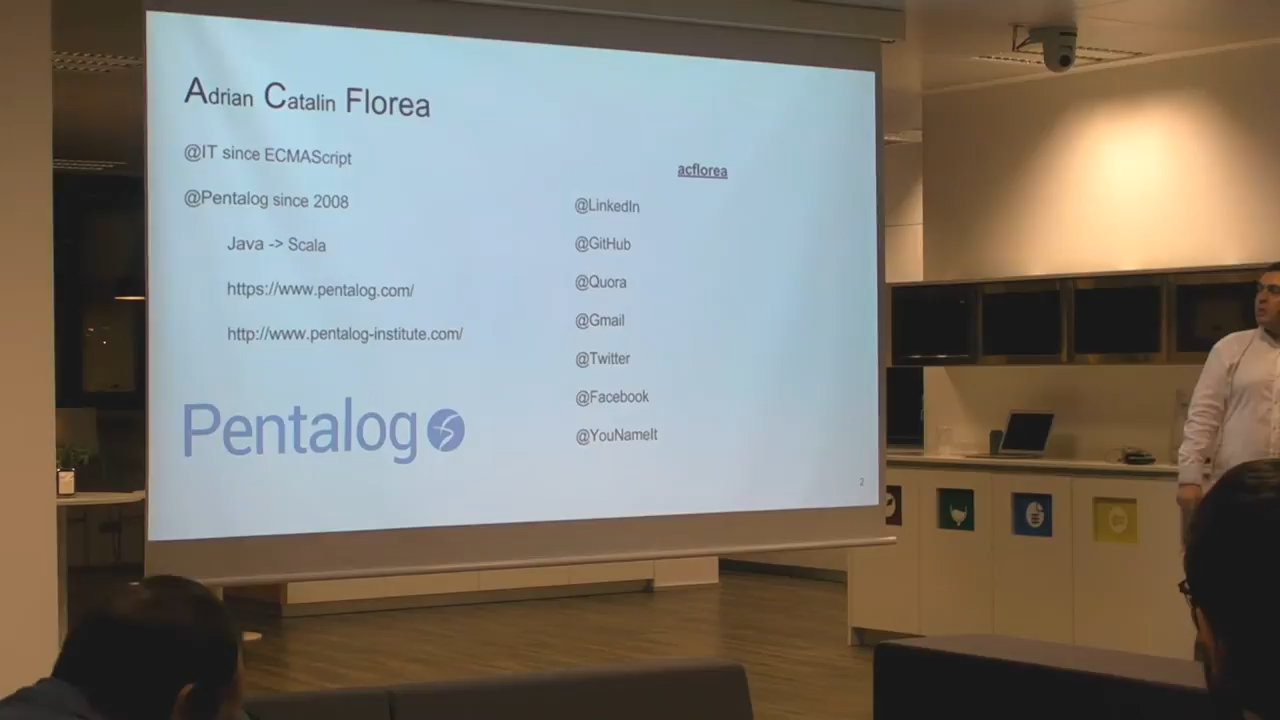 Adrian Catalin Florea
@IT since ECMAScript
@Pentalog since 2008
Java -> Scala
https://www.pentalog.com/
http://www.pentalog-institute.com/
Pentalog
acflorea
@LinkedIn
@GitHub
@Quora
@Gmail
@Twitter
@Facebook
@YouNameIt
2